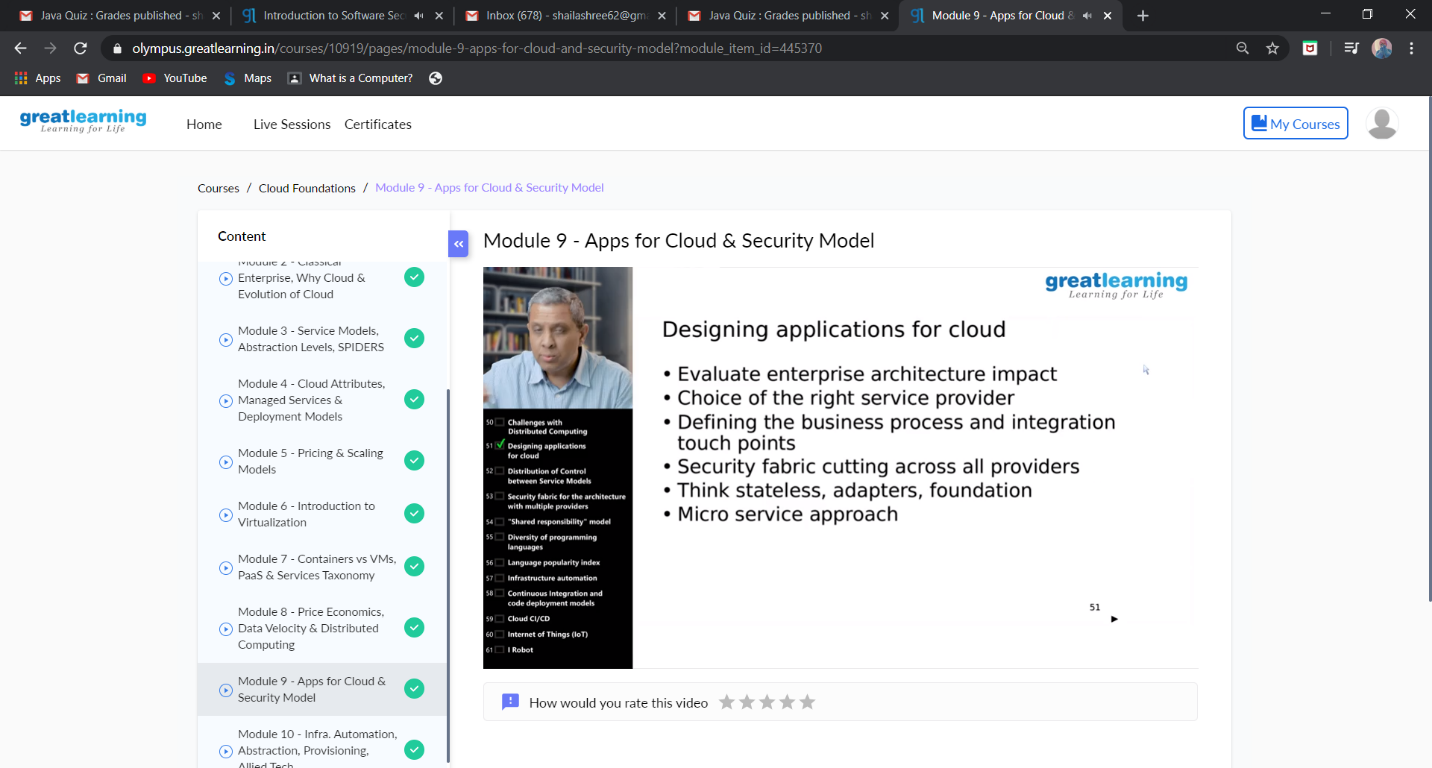 Java Quiz : Grades published - sh
Introduction to Software Sec
Inbox (678) - shailashree62@gm
Java Quiz : Grades published - sh
Module 9 - Apps for Cloud &
olympus.greatlearning.in/courses/10919/pages/module-9-apps-for-cloud-and-security-model?module_item_id=445370
Apps
Gmail
YouTube
Maps
What is a Computer?
greatlearning
Learning for Life
Home
Live Sessions
Certificates
My Courses
Courses / Cloud Foundations / Module 9 - Apps for Cloud & Security Model
Content
Module 2 - Classical
Enterprise, Why Cloud &
Evolution of Cloud
Module 3 - Service Models,
Abstraction Levels, SPIDERS
Module 4 - Cloud Attributes,
Managed Services &
Deployment Models
Module 5 - Pricing & Scaling
Models
Module 6 - Introduction to
Virtualization
Module 7 - Containers vs VMs,
PaaS & Services Taxonomy
Module 8 - Price Economics,
Data Velocity & Distributed
Computing
Module 9 - Apps for Cloud &
Security Model
Module 10 - Infra. Automation,
Abstraction, Provisioning,
Allied Tech
«
Module 9 - Apps for Cloud & Security Model
50 Challenges with
Distributed Computing
51 Designing applications
for cloud
52 Distribution of Control
between Service Models
53 Security fabric for the architecture
with multiple providers
54 "Shared responsibility" model
55 Diversity of programming
languages
56 Language popularity index
57 Infrastructure automation
58 Continuous Integration and
code deployment models
59 Cloud CI/CD
60 Internet of Things (IoT)
61 I Robot
greatlearning
Learning for Life
Designing applications for cloud
• Evaluate enterprise architecture impact
• Choice of the right service provider
• Defining the business process and integration
touch points
• Security fabric cutting across all providers
• Think stateless, adapters, foundation
• Micro service approach
51
How would you rate this video